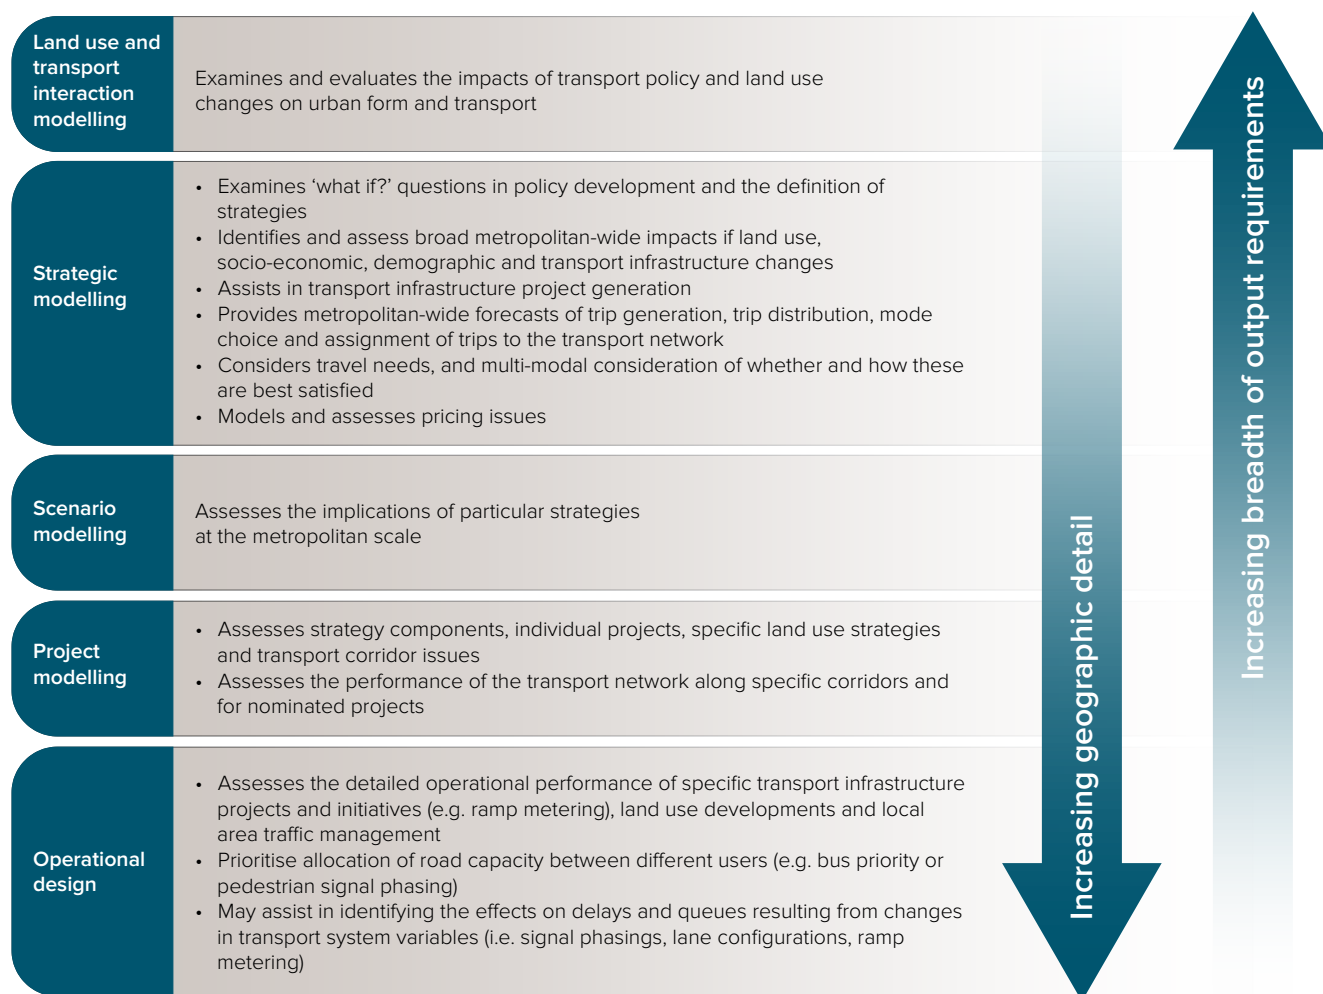 Land use and
transport
interaction
modelling
Examines and evaluates the impacts of transport policy and land use
changes on urban form and transport
Strategic
modelling
• Examines ‘what if?’ questions in policy development and the definition of
strategies
• Identifies and assess broad metropolitan-wide impacts if land use,
socio-economic, demographic and transport infrastructure changes
• Assists in transport infrastructure project generation
• Provides metropolitan-wide forecasts of trip generation, trip distribution, mode
choice and assignment of trips to the transport network
• Considers travel needs, and multi-modal consideration of whether and how these
are best satisfied
• Models and assesses pricing issues
Scenario
modelling
Assesses the implications of particular strategies
at the metropolitan scale
Project
modelling
• Assesses strategy components, individual projects, specific land use strategies
and transport corridor issues
• Assesses the performance of the transport network along specific corridors and
for nominated projects
Operational
design
• Assesses the detailed operational performance of specific transport infrastructure
projects and initiatives (e.g. ramp metering), land use developments and local
area traffic management
• Prioritise allocation of road capacity between different users (e.g. bus priority or
pedestrian signal phasing)
• May assist in identifying the effects on delays and queues resulting from changes
in transport system variables (i.e. signal phasings, lane configurations, ramp
metering)
Increasing geographic detail
Increasing breadth of output requirements